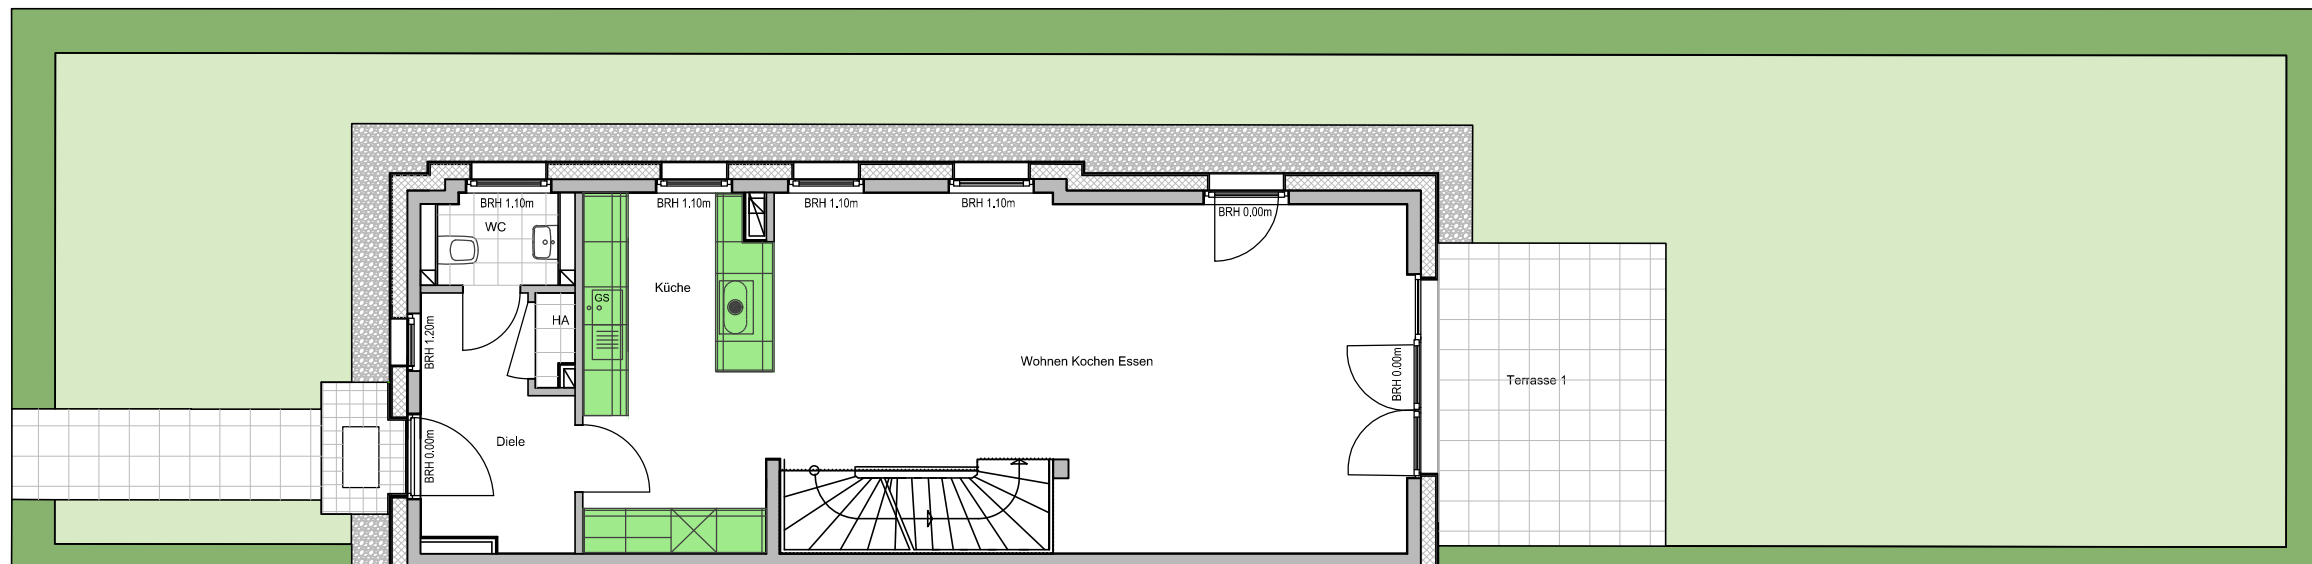 BRH 1.10m
BRH 1.10m
BRH 1.10m
BRH 1.10m
BRH 0.00m
WC
Küche
GS
HA
BRH 1.20m
Wohnen Kochen Essen
BRH 0.00m
Terrasse 1
Diele
BRH 0.00m